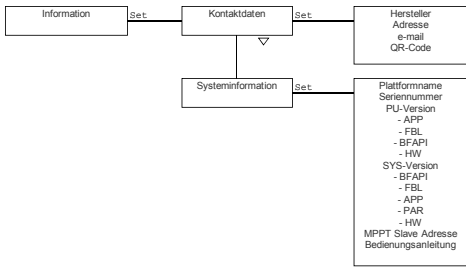 Information
Set
Kontaktdaten
Set
Hersteller
Adresse
e-mail
QR-Code
Systeminformation
Set
Plattformname
Seriennummer
PU-Version
- APP
- FBL
- BFAPI
- HW
SYS-Version
- BFAPI
- FBL
- APP
- PAR
- HW
MPPT Slave Adresse
Bedienungsanleitung